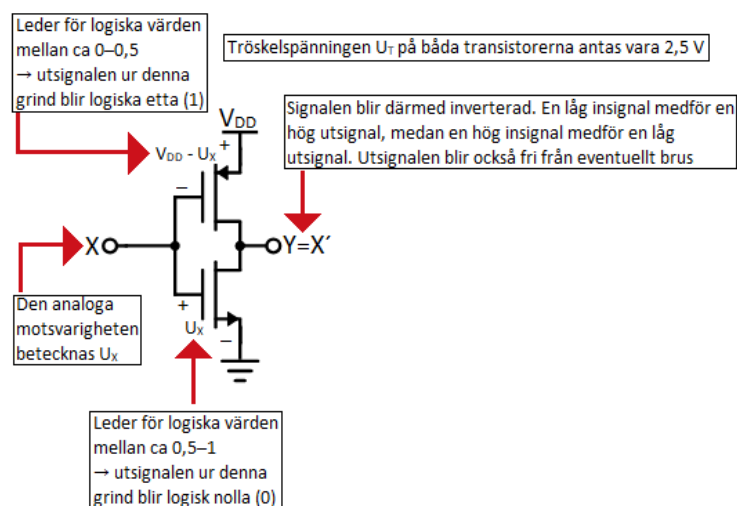 Leder för logiska värden
mellan ca 0–0,5
→ utsignalen ur denna
grind blir logiska etta (1)
Tröskelspänningen UT på båda transistorerna antas vara 2,5 V
Signalen blir därmed inverterad. En låg insignal medför en
hög utsignal, medan en hög insignal medför en låg
utsignal. Utsignalen blir också fri från eventuellt brus
VDD
VDD - UX
+
–
X
Y=X´
Den analoga
motsvarigheten
betecknas UX
+
UX
–
Leder för logiska värden
mellan ca 0,5–1
→ utsignalen ur denna
grind blir logisk nolla (0)